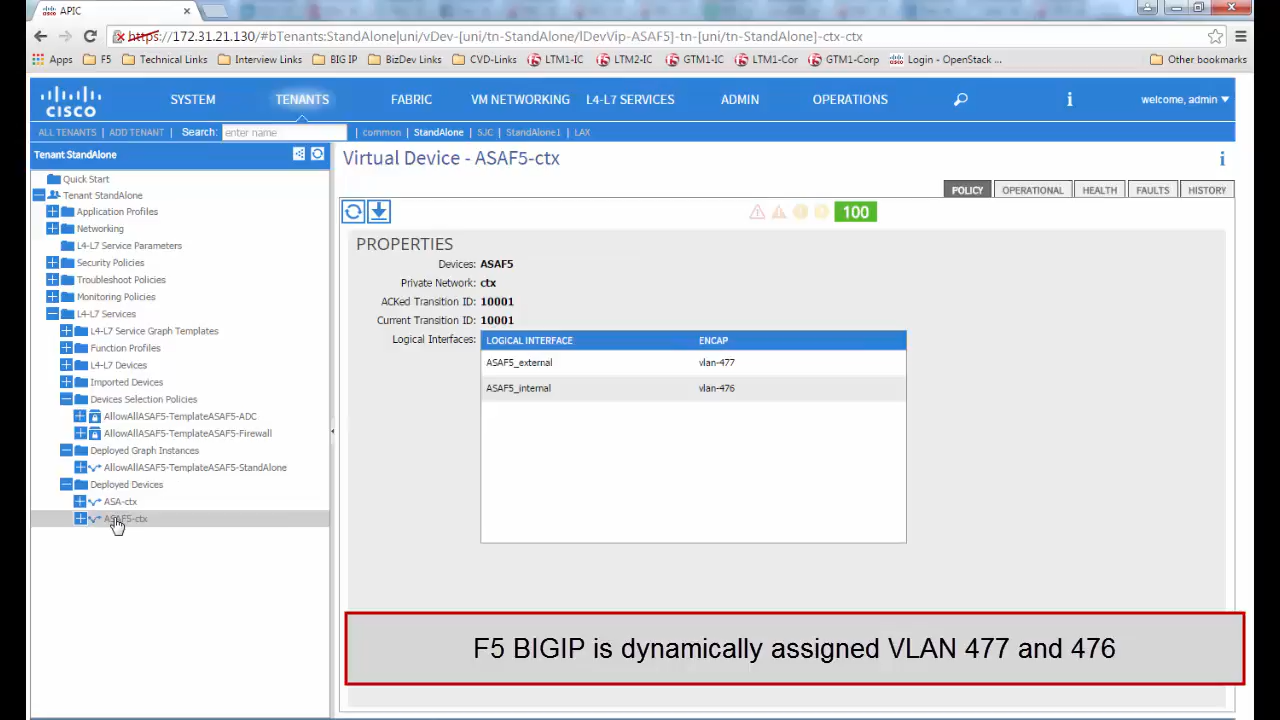 APIC
https://172.31.21.130/#bTenants:StandAlone|uni/vDev-[uni/tn-StandAlone/lDevVip-ASAF5]-tn-[uni/tn-StandAlone]-ctx-ctx
Apps F5 Technical Links Interview Links BIG IP BizDev Links CVD-Links LTM1-IC LTM2-IC GTM1-IC LTM1-Cor GTM1-Corp Login - OpenStack ... Other bookmarks
CISCO SYSTEM TENANTS FABRIC VM NETWORKING L4-L7 SERVICES ADMIN OPERATIONS i welcome, admin
ALL TENANTS | ADD TENANT | Search: enter name | common | StandAlone | SJC | StandAlone1 | LAX
Tenant StandAlone
Quick Start
Tenant StandAlone
Application Profiles
Networking
L4-L7 Service Parameters
Security Policies
Troubleshoot Policies
Monitoring Policies
L4-L7 Services
L4-L7 Service Graph Templates
Function Profiles
L4-L7 Devices
Imported Devices
Devices Selection Policies
AllowAllASAF5-TemplateASAF5-ADC
AllowAllASAF5-TemplateASAF5-Firewall
Deployed Graph Instances
AllowAllASAF5-TemplateASAF5-StandAlone
Deployed Devices
ASA-ctx
ASAF5-ctx
Virtual Device - ASAF5-ctx i
POLICY OPERATIONAL HEALTH FAULTS HISTORY
100
PROPERTIES
Devices: ASAF5
Private Network: ctx
ACKed Transition ID: 10001
Current Transition ID: 10001
Logical Interfaces: LOGICAL INTERFACE ENCAP
ASAF5_external vlan-477
ASAF5_internal vlan-476
F5 BIGIP is dynamically assigned VLAN 477 and 476